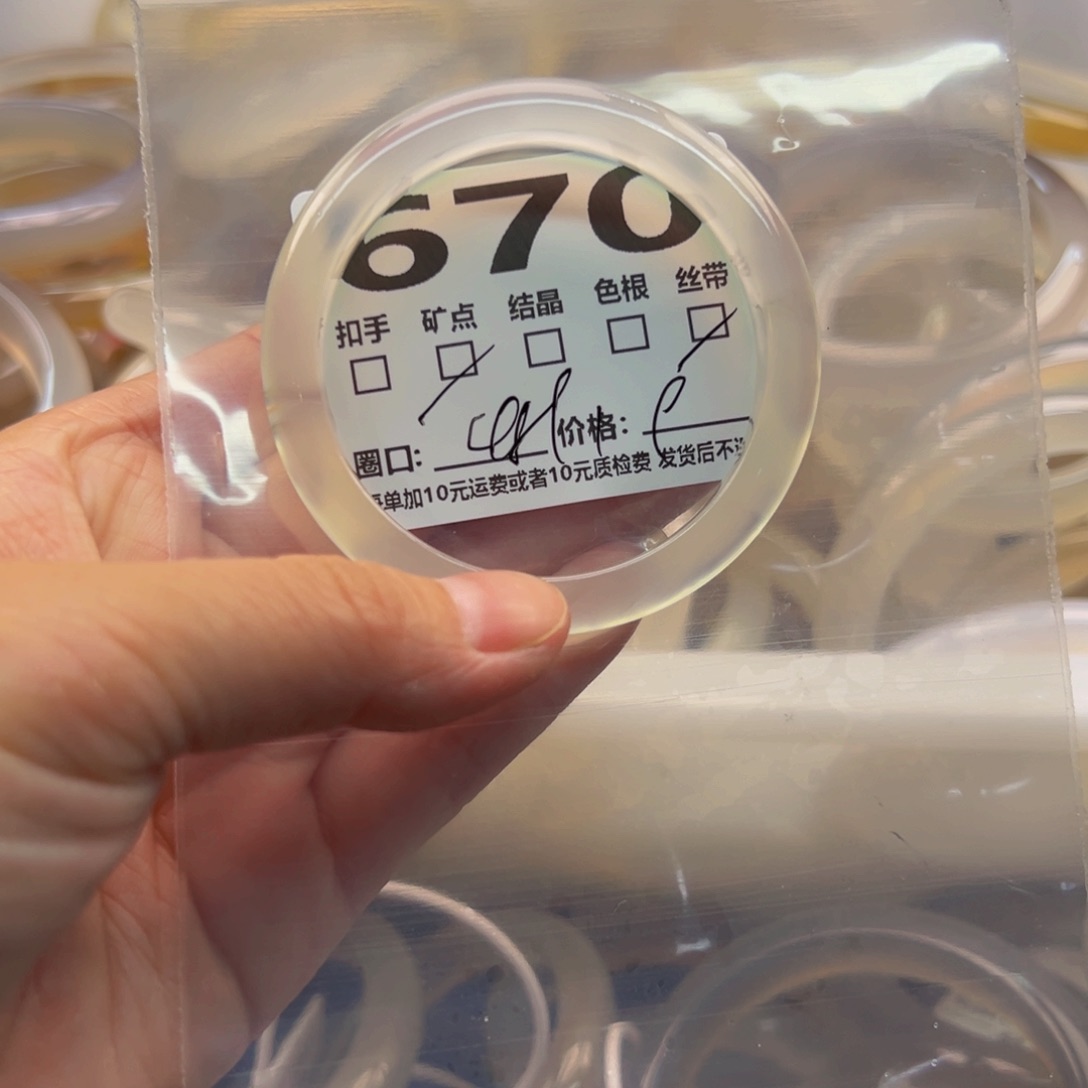 670
扣手 矿点 结晶 色根 丝带
圈口: 价格:
单加10元运费或者10元质检费 发货后不